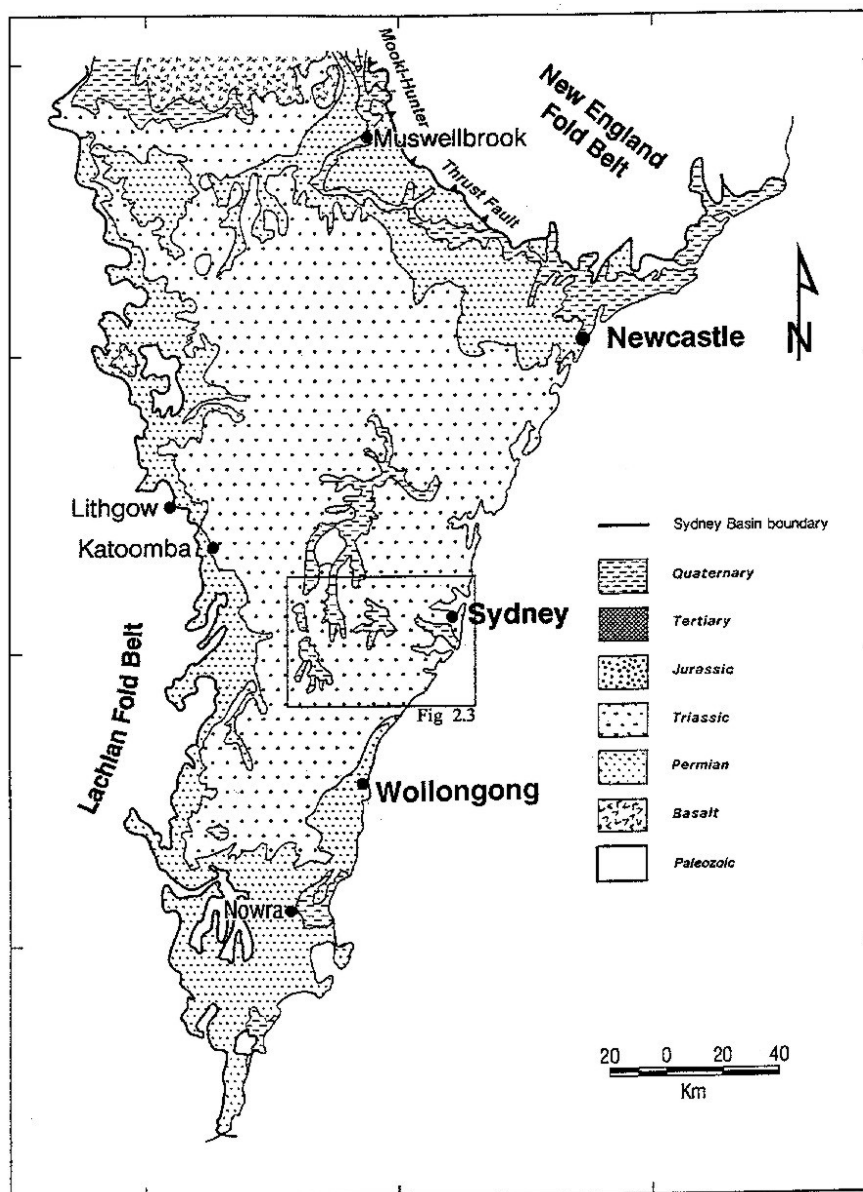 Mooki-Hunter
Thrust Fault
New England
Fold Belt
Muswellbrook
Newcastle
N
Lithgow
Katoomba
Sydney
Fig 2.3
Lachlan Fold Belt
Wollongong
Nowra
Sydney Basin boundary
Quaternary
Tertiary
Jurassic
Triassic
Permian
Basalt
Paleozoic
20 0 20 40
Km